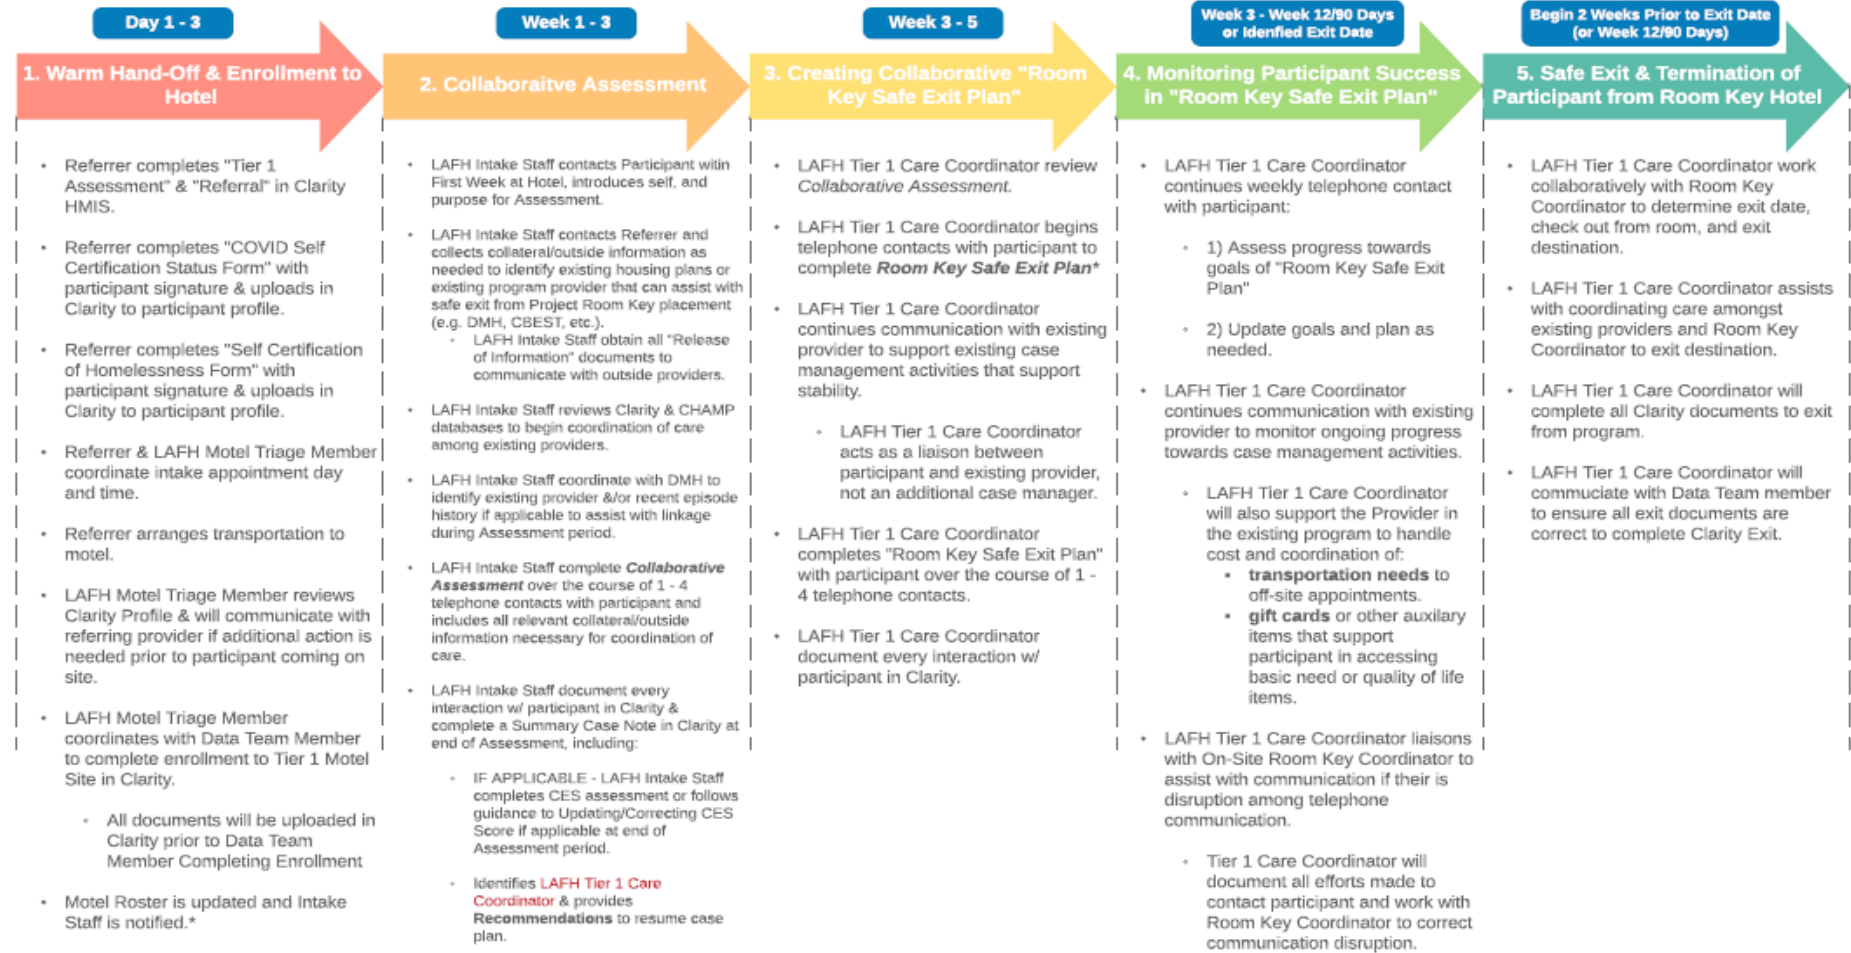 Day 1 - 3
1. Warm Hand-Off & Enrollment to
Hotel
• Referrer completes "Tier 1
Assessment" & "Referral" in Clarity
HMIS.
• Referrer completes "COVID Self
Certification Status Form" with
participant signature & uploads in
Clarity to participant profile.
• Referrer completes "Self Certification
of Homelessness Form" with
participant signature & uploads in
Clarity to participant profile.
• Referrer & LAFH Motel Triage Member
coordinate intake appointment day
and time.
• Referrer arranges transportation to
motel.
• LAFH Motel Triage Member reviews
Clarity Profile & will communicate with
referring provider if additional action is
needed prior to participant coming on
site.
• LAFH Motel Triage Member
coordinates with Data Team Member
to complete enrollment to Tier 1 Motel
Site in Clarity.
◦ All documents will be uploaded in
Clarity prior to Data Team
Member Completing Enrollment
• Motel Roster is updated and Intake
Staff is notified.*
Week 1 - 3
2. Collaboraitve Assessment
• LAFH Intake Staff contacts Participant witin
First Week at Hotel, introduces self, and
purpose for Assessment.
• LAFH Intake Staff contacts Referrer and
collects collateral/outside information as
needed to identify existing housing plans or
existing program provider that can assist with
safe exit from Project Room Key placement
(e.g. DMH, CBEST, etc.).
◦ LAFH Intake Staff obtain all "Release
of Information" documents to
communicate with outside providers.
• LAFH Intake Staff reviews Clarity & CHAMP
databases to begin coordination of care
among existing providers.
• LAFH Intake Staff coordinate with DMH to
identify existing provider &/or recent episode
history if applicable to assist with linkage
during Assessment period.
• LAFH Intake Staff complete Collaborative
Assessment over the course of 1 - 4
telephone contacts with participant and
includes all relevant collateral/outside
information necessary for coordination of
care.
• LAFH Intake Staff document every
interaction w/ participant in Clarity &
complete a Summary Case Note in Clarity at
end of Assessment, including:
◦ IF APPLICABLE - LAFH Intake Staff
completes CES assessment or follows
guidance to Updating/Correcting CES
Score if applicable at end of
Assessment period.
◦ Identifies LAFH Tier 1 Care
Coordinator & provides
Recommendations to resume case
plan.
Week 3 - 5
3. Creating Collaborative "Room
Key Safe Exit Plan"
• LAFH Tier 1 Care Coordinator review
Collaborative Assessment.
• LAFH Tier 1 Care Coordinator begins
telephone contacts with participant to
complete Room Key Safe Exit Plan*
• LAFH Tier 1 Care Coordinator
continues communication with existing
provider to support existing case
management activities that support
stability.
◦ LAFH Tier 1 Care Coordinator
acts as a liaison between
participant and existing provider,
not an additional case manager.
• LAFH Tier 1 Care Coordinator
completes "Room Key Safe Exit Plan"
with participant over the course of 1 -
4 telephone contacts.
• LAFH Tier 1 Care Coordinator
document every interaction w/
participant in Clarity.
Week 3 - Week 12/90 Days
or Idenfied Exit Date
4. Monitoring Participant Success
in "Room Key Safe Exit Plan"
• LAFH Tier 1 Care Coordinator
continues weekly telephone contact
with participant:
◦ 1) Assess progress towards
goals of "Room Key Safe Exit
Plan"
◦ 2) Update goals and plan as
needed.
• LAFH Tier 1 Care Coordinator
continues communication with existing
provider to monitor ongoing progress
towards case management activities.
◦ LAFH Tier 1 Care Coordinator
will also support the Provider in
the existing program to handle
cost and coordination of:
▪ transportation needs to
off-site appointments.
▪ gift cards or other auxilary
items that support
participant in accessing
basic need or quality of life
items.
• LAFH Tier 1 Care Coordinator liaisons
with On-Site Room Key Coordinator to
assist with communication if their is
disruption among telephone
communication.
◦ Tier 1 Care Coordinator will
document all efforts made to
contact participant and work with
Room Key Coordinator to correct
communication disruption.
Begin 2 Weeks Prior to Exit Date
(or Week 12/90 Days)
5. Safe Exit & Termination of
Participant from Room Key Hotel
• LAFH Tier 1 Care Coordinator work
collaboratively with Room Key
Coordinator to determine exit date,
check out from room, and exit
destination.
• LAFH Tier 1 Care Coordinator assists
with coordinating care amongst
existing providers and Room Key
Coordinator to exit destination.
• LAFH Tier 1 Care Coordinator will
complete all Clarity documents to exit
from program.
• LAFH Tier 1 Care Coordinator will
commuciate with Data Team member
to ensure all exit documents are
correct to complete Clarity Exit.